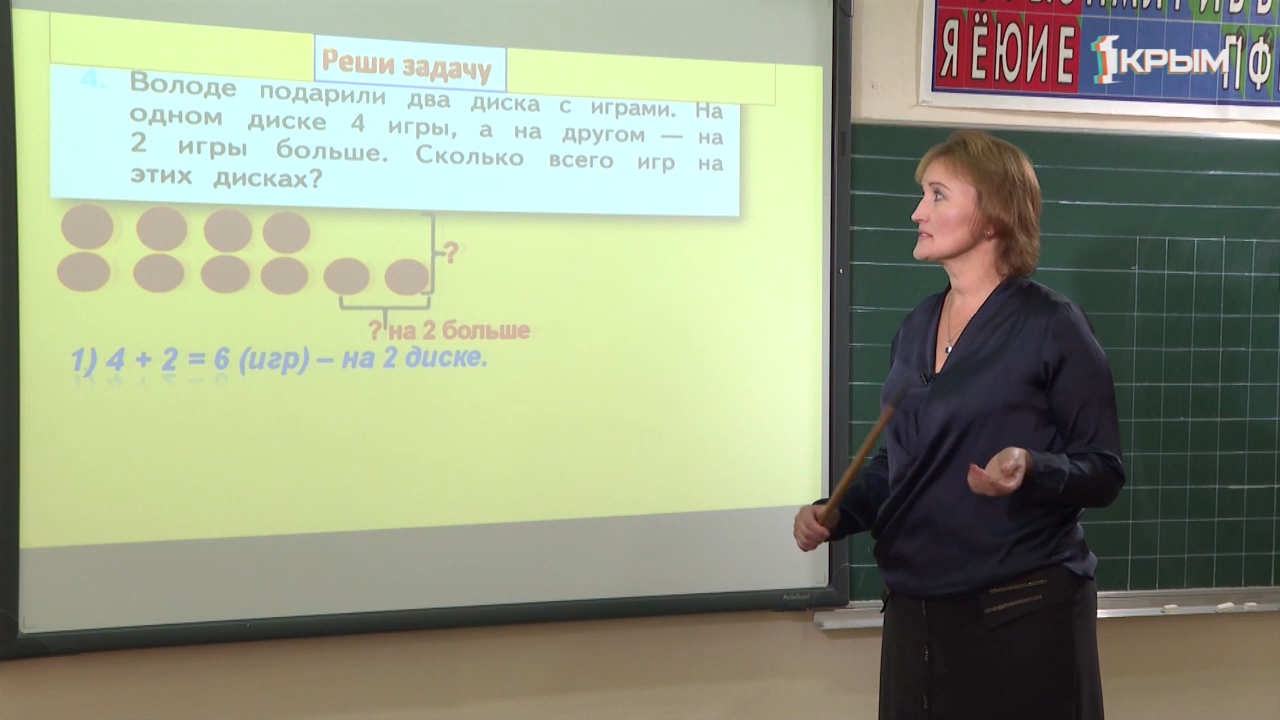 Реши задачу
4. Володе подарили два диска с играми. На
одном диске 4 игры, а на другом — на
2 игры больше. Сколько всего игр на
этих дисках?
?
? на 2 больше
1) 4 + 2 = 6 (игр) – на 2 диске.
Я Ё Ю И Е
1КРЫМ